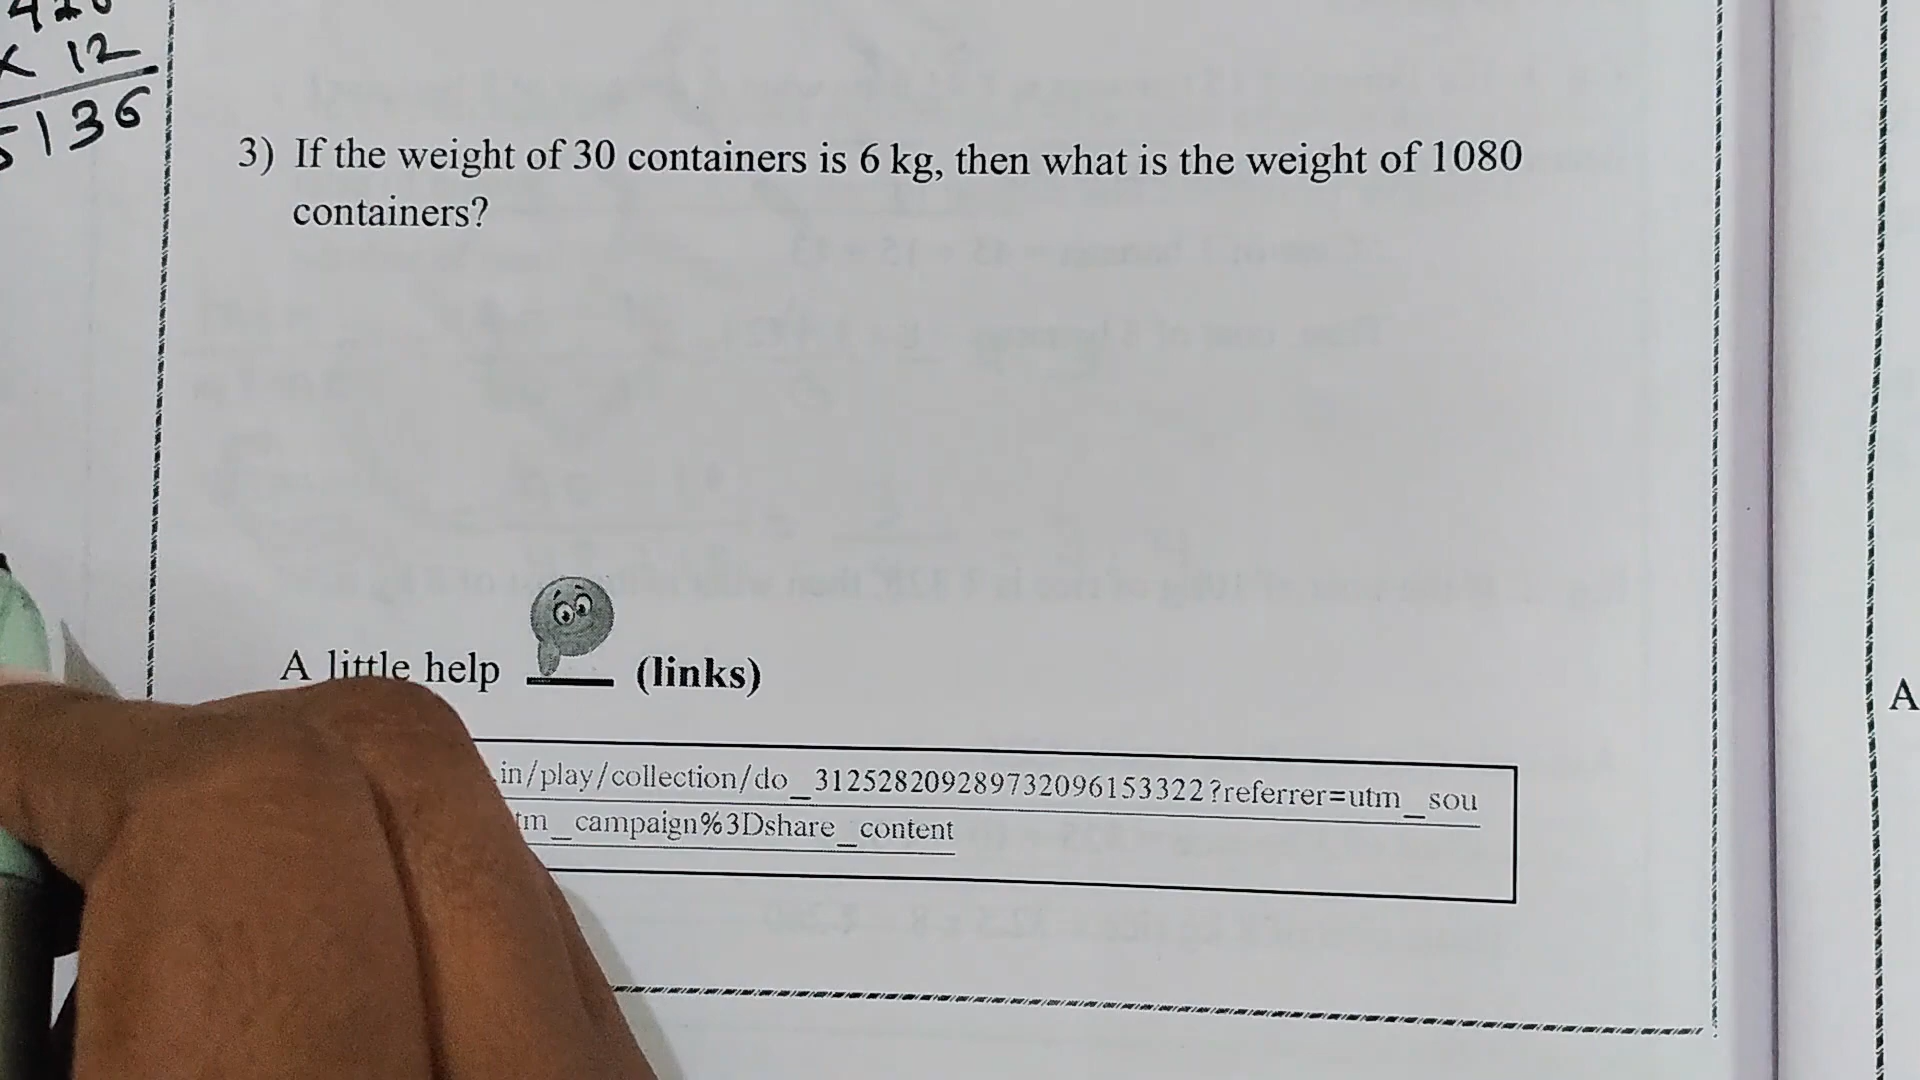 × 12
5136
3) If the weight of 30 containers is 6 kg, then what is the weight of 1080
containers?
A little help (links)
.in/play/collection/do_3125282092897320961533​22?referrer=utm_sou
tm_campaign%3Dshare_content
A